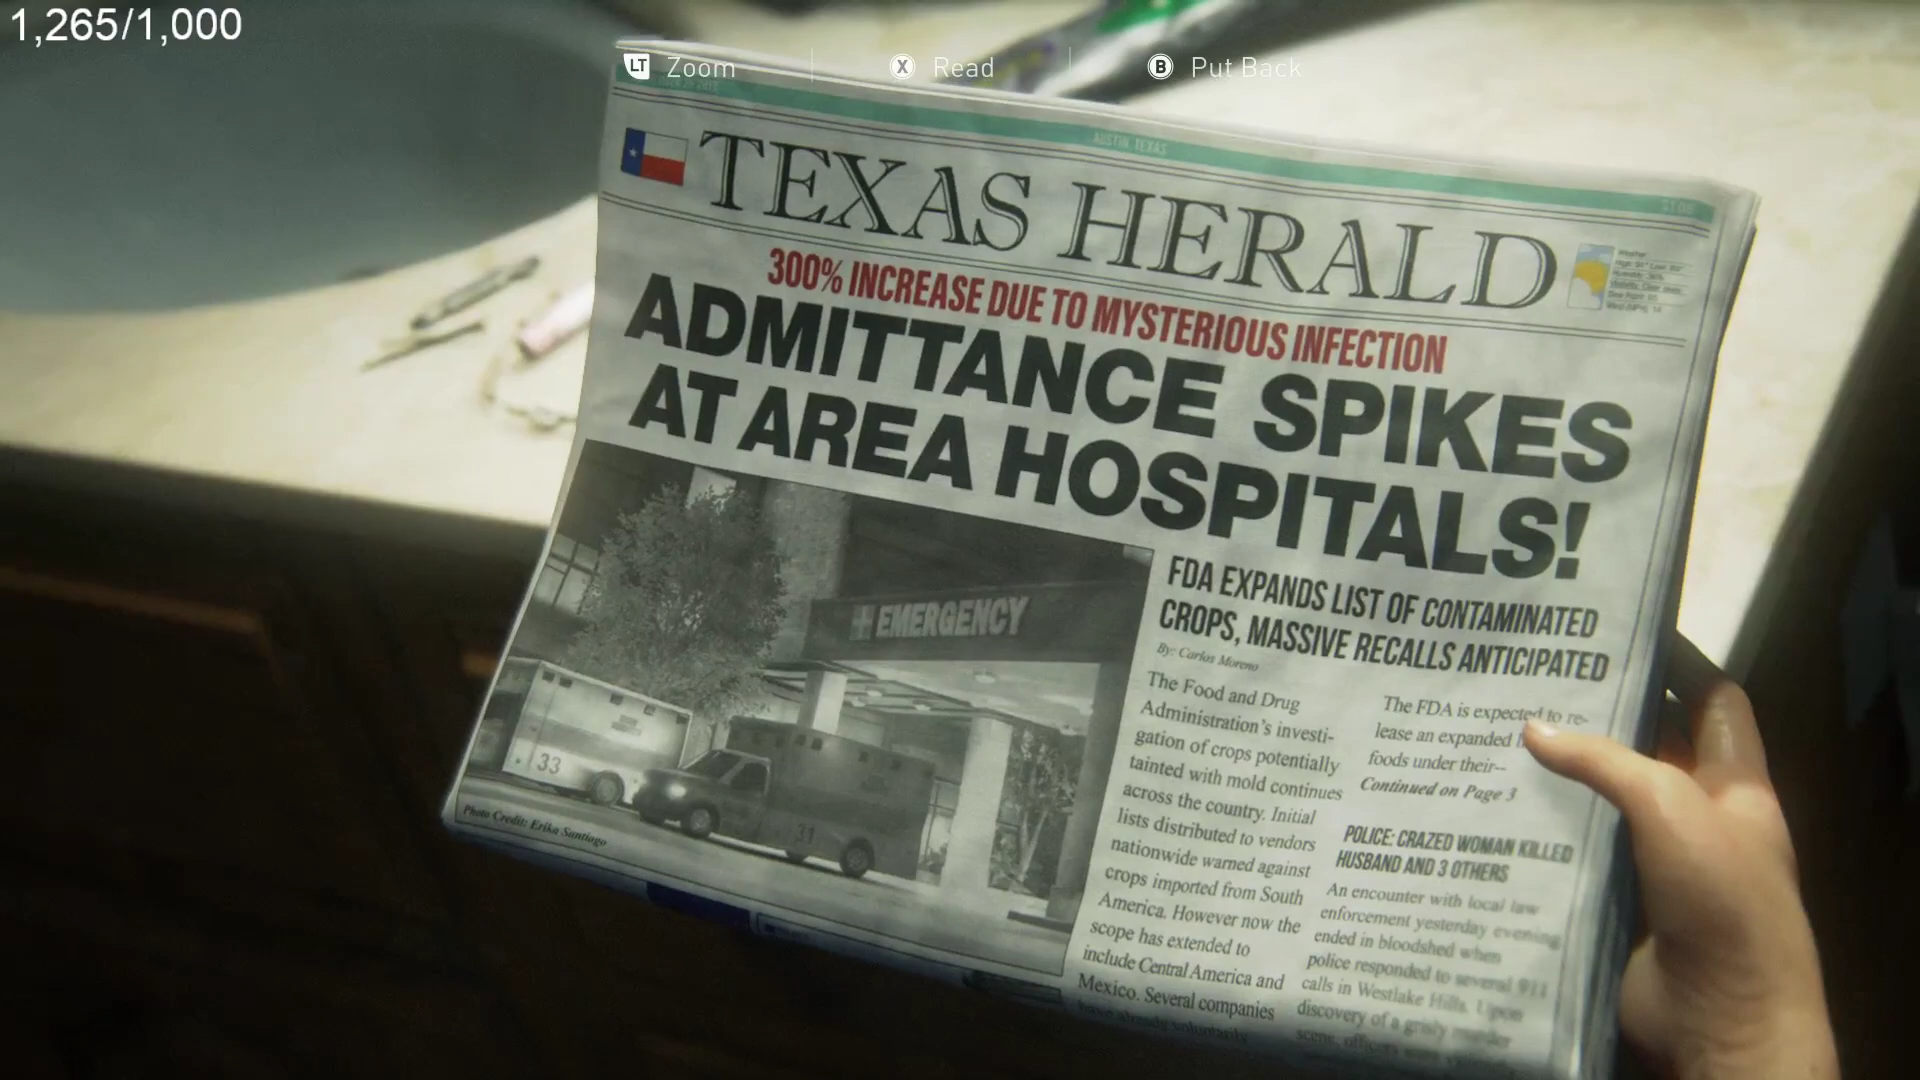 1,265/1,000
LT Zoom
X Read
B Put Back
AUSTIN, TEXAS
TEXAS HERALD
Weather
300% INCREASE DUE TO MYSTERIOUS INFECTION
ADMITTANCE SPIKES
AT AREA HOSPITALS!
EMERGENCY
33
31
Photo Credit: Erika Santiago
FDA EXPANDS LIST OF CONTAMINATED
CROPS, MASSIVE RECALLS ANTICIPATED
By: Carlos Moreno
The Food and Drug
Administration's investi-
gation of crops potentially
tainted with mold continues
across the country. Initial
lists distributed to vendors
nationwide warned against
crops imported from South
America. However now the
scope has extended to
include Central America and
Mexico. Several companies
have already voluntarily
The FDA is expected to re-
lease an expanded
foods under their--
Continued on Page 3
POLICE: CRAZED WOMAN KILLED
HUSBAND AND 3 OTHERS
An encounter with local law
enforcement yesterday evening
ended in bloodshed when
police responded to several 911
calls in Westlake Hills. Upon
discovery of a grisly murder
scene, officers were